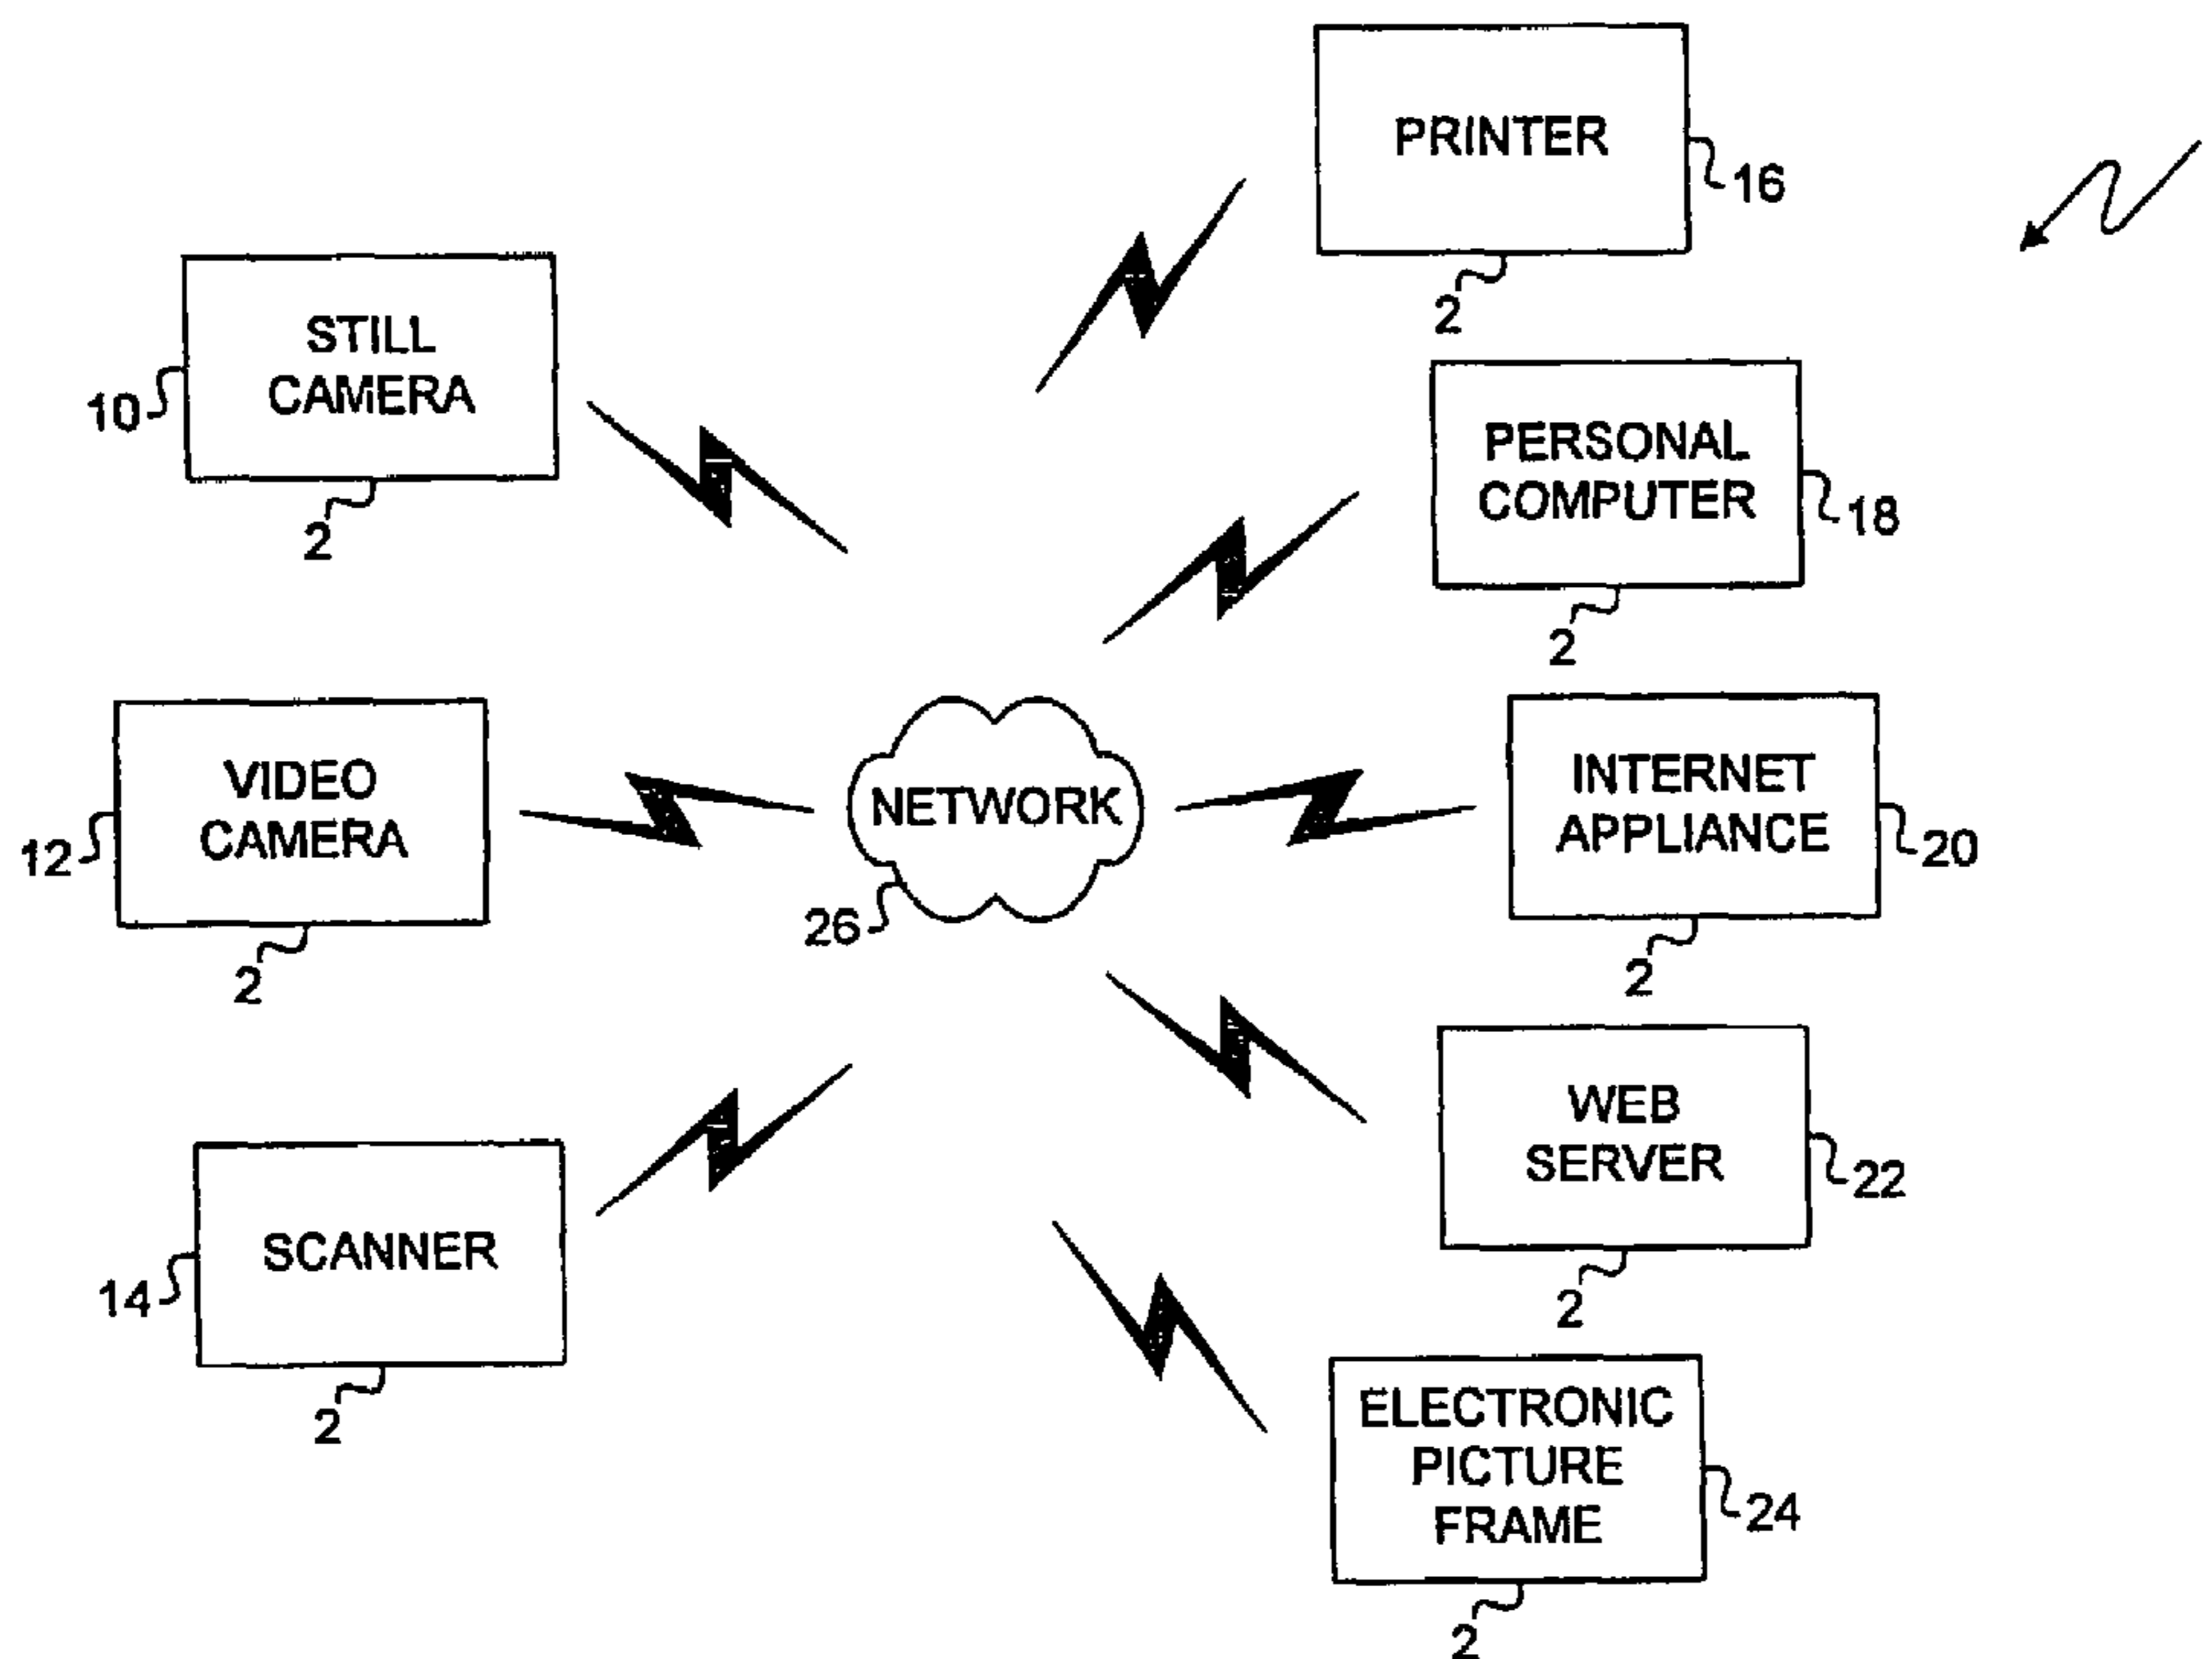 PRINTER
16
2
STILL
CAMERA
10
2
PERSONAL
COMPUTER
18
2
VIDEO
CAMERA
12
2
NETWORK
26
INTERNET
APPLIANCE
20
2
WEB
SERVER
22
2
SCANNER
14
2
ELECTRONIC
PICTURE
FRAME
24
2